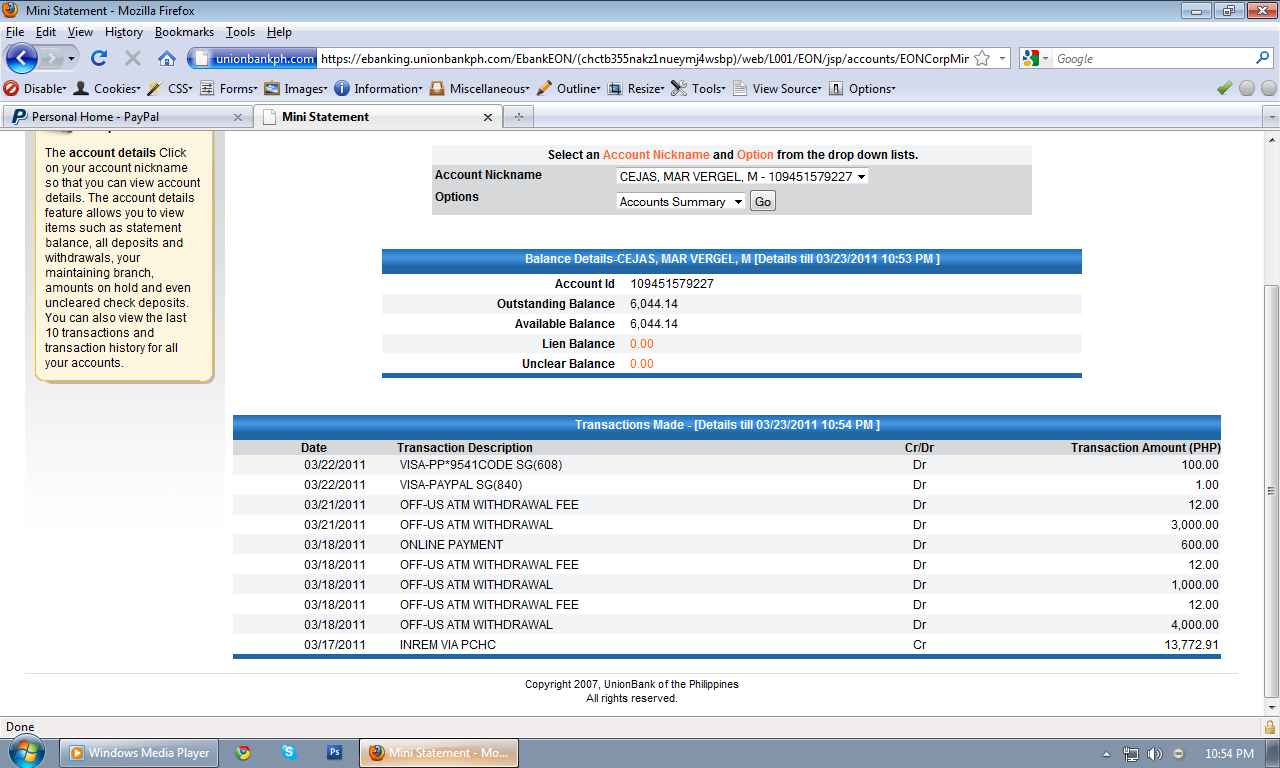 Mini Statement - Mozilla Firefox
File Edit View History Bookmarks Tools Help
unionbankph.com https://ebanking.unionbankph.com/EbankEON/(chctb355nakz1nueymj4wsbp)/web/L001/EON/jsp/accounts/EONCorpMir Google
Disable Cookies CSS Forms Images Information Miscellaneous Outline Resize Tools View Source Options
Personal Home - PayPal Mini Statement
The account details Click
on your account nickname
so that you can view account
details. The account details
feature allows you to view
items such as statement
balance, all deposits and
withdrawals, your
maintaining branch,
amounts on hold and even
uncleared check deposits.
You can also view the last
10 transactions and
transaction history for all
your accounts.
Select an Account Nickname and Option from the drop down lists.
Account Nickname CEJAS, MAR VERGEL, M - 109451579227
Options Accounts Summary Go
Balance Details-CEJAS, MAR VERGEL, M [Details till 03/23/2011 10:53 PM ]
Account Id 109451579227
Outstanding Balance 6,044.14
Available Balance 6,044.14
Lien Balance 0.00
Unclear Balance 0.00
Transactions Made - [Details till 03/23/2011 10:54 PM ]
Date Transaction Description Cr/Dr Transaction Amount (PHP)
03/22/2011 VISA-PP*9541CODE SG(608) Dr 100.00
03/22/2011 VISA-PAYPAL SG(840) Dr 1.00
03/21/2011 OFF-US ATM WITHDRAWAL FEE Dr 12.00
03/21/2011 OFF-US ATM WITHDRAWAL Dr 3,000.00
03/18/2011 ONLINE PAYMENT Dr 600.00
03/18/2011 OFF-US ATM WITHDRAWAL FEE Dr 12.00
03/18/2011 OFF-US ATM WITHDRAWAL Dr 1,000.00
03/18/2011 OFF-US ATM WITHDRAWAL FEE Dr 12.00
03/18/2011 OFF-US ATM WITHDRAWAL Dr 4,000.00
03/17/2011 INREM VIA PCHC Cr 13,772.91
Copyright 2007, UnionBank of the Philippines
All rights reserved.
Done
Windows Media Player Ps Mini Statement - Mo... 10:54 PM